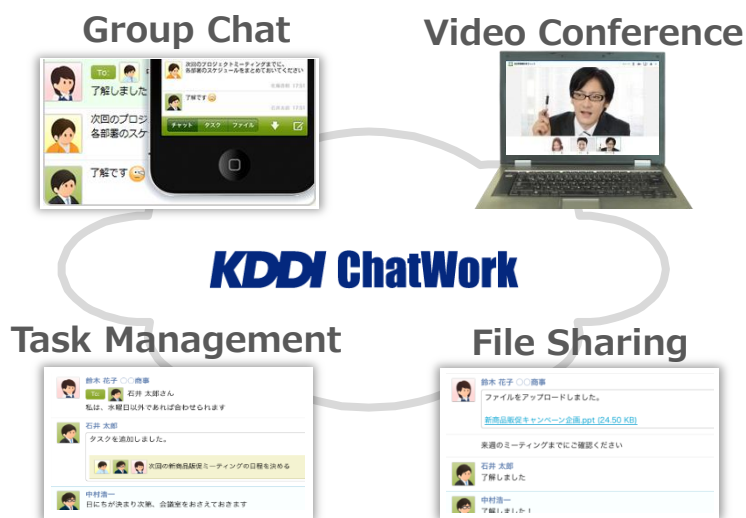 Group Chat
Video Conference
To:
了解しました
次回のプロジ
各部署のスケ
了解です
次回のプロジェクトミーティングまでに、
各部署のスケジュールをまとめておいてください
17:51
了解です
17:51
チャット タスク ファイル
KDDI ChatWork
Task Management
File Sharing
鈴木 花子 〇〇商事
To: 石井 太郎さん
私は、水曜日以外であれば合わせられます
石井 太郎
タスクを追加しました。
次回の新商品販促ミーティングの日程を決める
中村浩一
日にちが決まり次第、会議室をおさえておきます
鈴木 花子 〇〇商事
ファイルをアップロードしました。
新商品販促キャンペーン企画.ppt (24.50 KB)
来週のミーティングまでにご確認ください
石井 太郎
了解しました
中村浩一
了解しました！